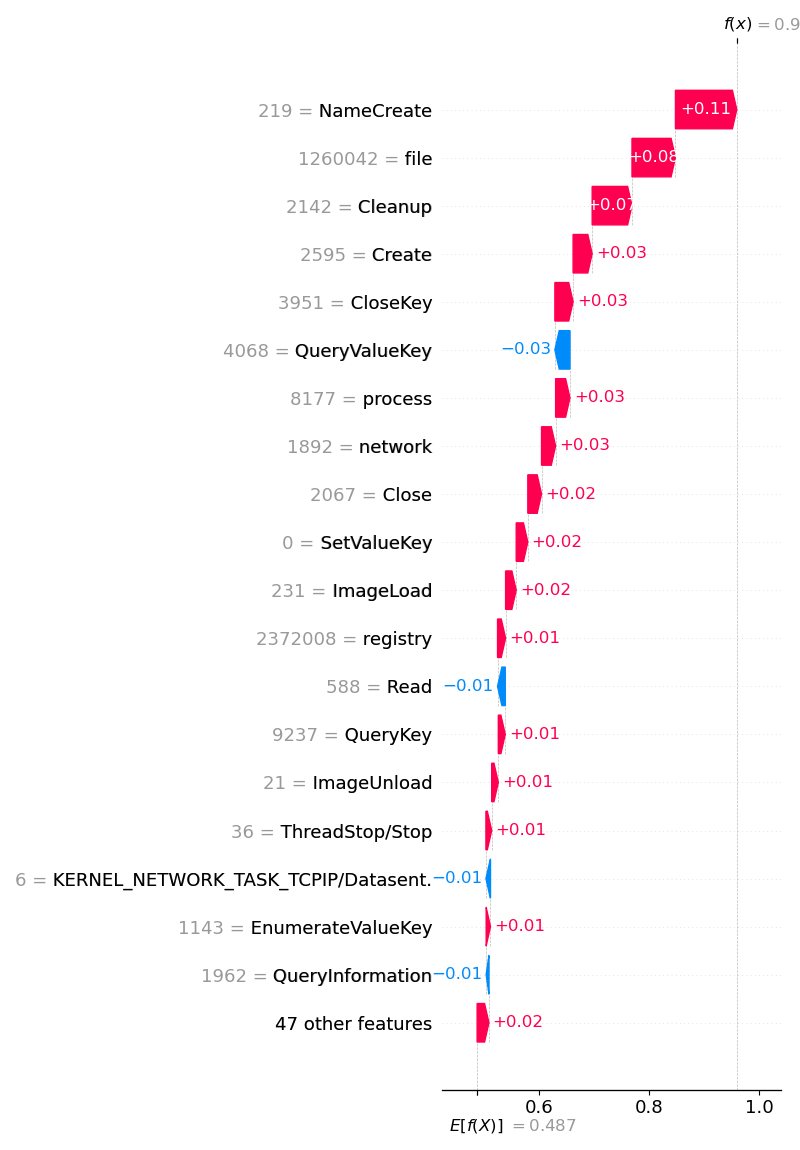 f(x) = 0.9
219 = NameCreate +0.11
1260042 = file +0.08
2142 = Cleanup +0.07
2595 = Create +0.03
3951 = CloseKey +0.03
4068 = QueryValueKey −0.03
8177 = process +0.03
1892 = network +0.03
2067 = Close +0.02
0 = SetValueKey +0.02
231 = ImageLoad +0.02
2372008 = registry +0.01
588 = Read −0.01
9237 = QueryKey +0.01
21 = ImageUnload +0.01
36 = ThreadStop/Stop +0.01
6 = KERNEL_NETWORK_TASK_TCPIP/Datasent. −0.01
1143 = EnumerateValueKey +0.01
1962 = QueryInformation −0.01
47 other features +0.02
0.6 0.8 1.0
E[f(X)] = 0.487